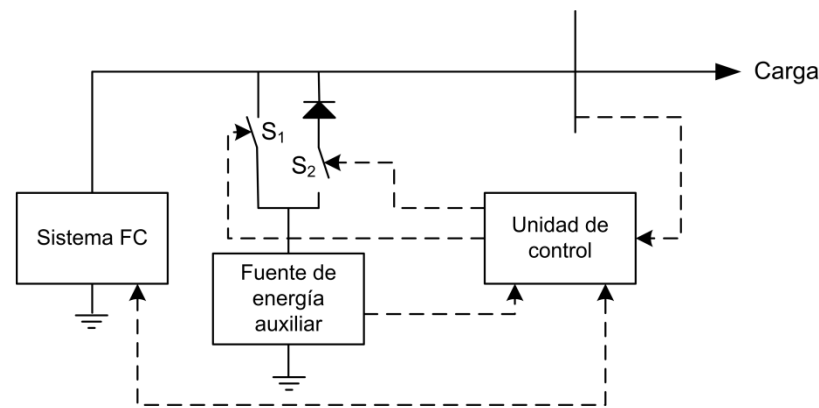 Carga
S1
S2
Sistema FC
Unidad de
control
Fuente de
energía
auxiliar